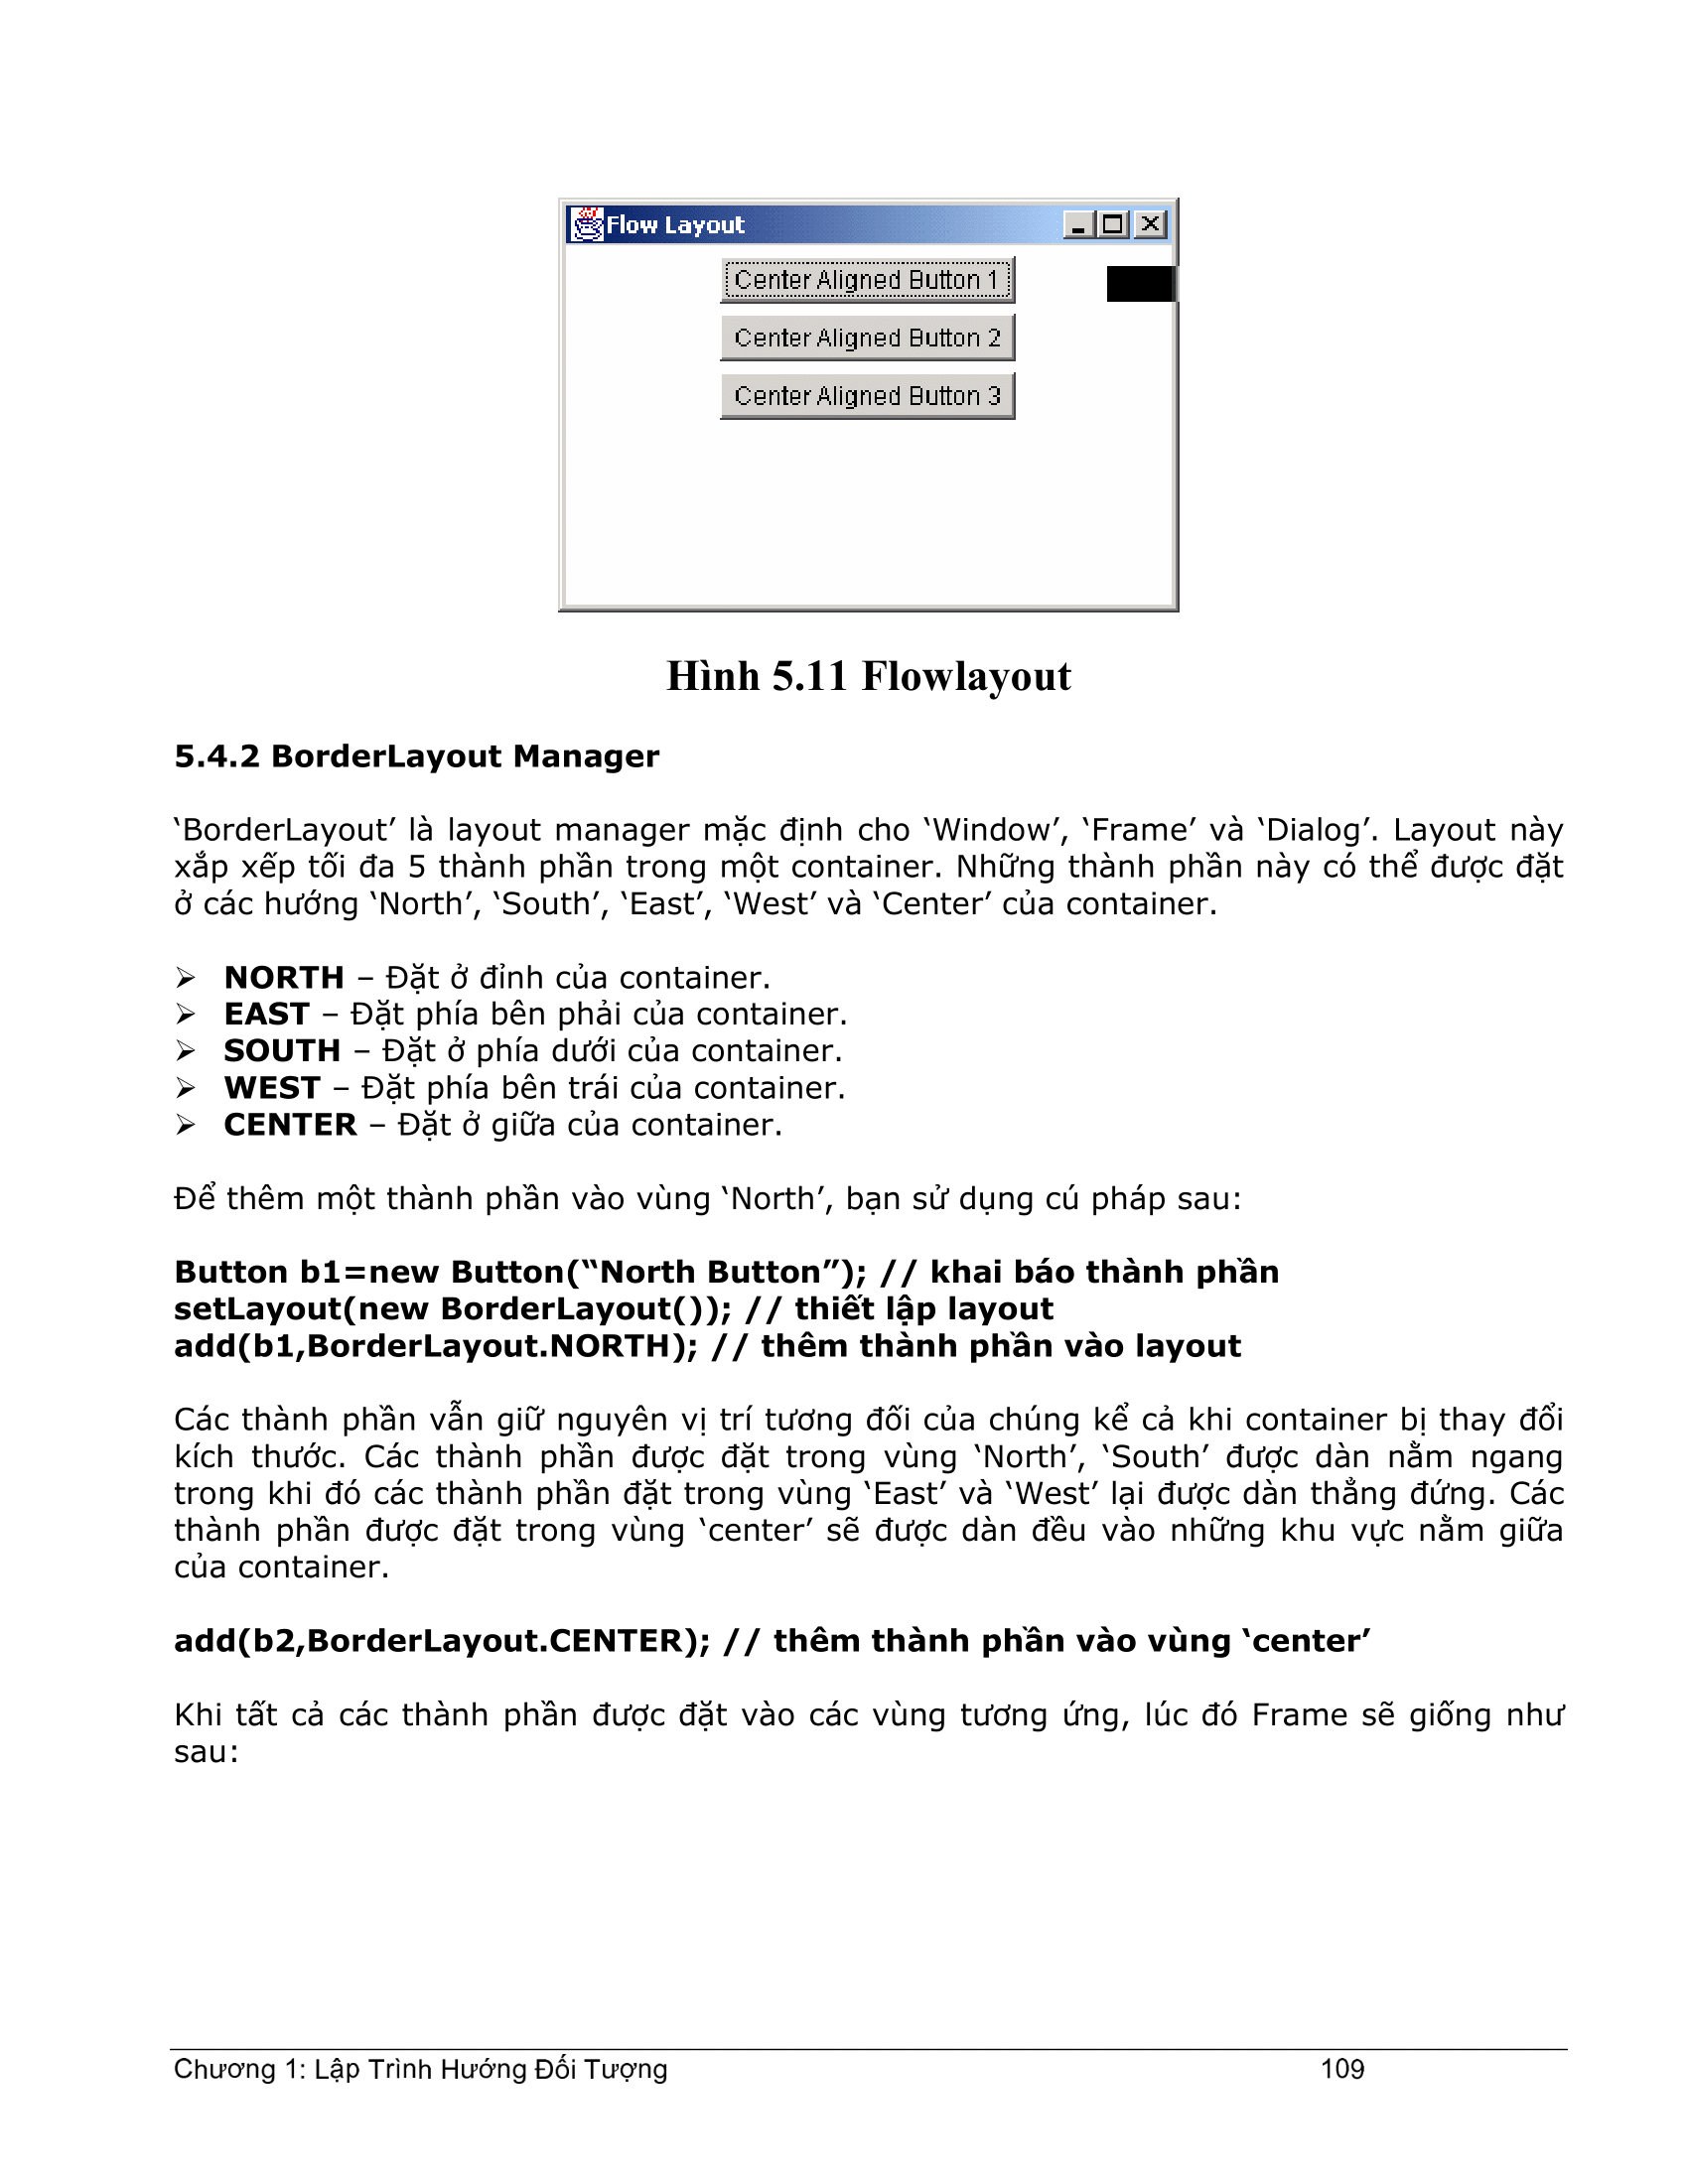 Flow Layout
Center Aligned Button 1
Center Aligned Button 2
Center Aligned Button 3
Hình 5.11 Flowlayout
5.4.2 BorderLayout Manager
‘BorderLayout’ là layout manager mặc định cho ‘Window’, ‘Frame’ và ‘Dialog’. Layout này
xắp xếp tối đa 5 thành phần trong một container. Những thành phần này có thể được đặt
ở các hướng ‘North’, ‘South’, ‘East’, ‘West’ và ‘Center’ của container.
➢ NORTH – Đặt ở đỉnh của container.
➢ EAST – Đặt phía bên phải của container.
➢ SOUTH – Đặt ở phía dưới của container.
➢ WEST – Đặt phía bên trái của container.
➢ CENTER – Đặt ở giữa của container.
Để thêm một thành phần vào vùng ‘North’, bạn sử dụng cú pháp sau:
Button b1=new Button(“North Button”); // khai báo thành phần
setLayout(new BorderLayout()); // thiết lập layout
add(b1,BorderLayout.NORTH); // thêm thành phần vào layout
Các thành phần vẫn giữ nguyên vị trí tương đối của chúng kể cả khi container bị thay đổi
kích thước. Các thành phần được đặt trong vùng ‘North’, ‘South’ được dàn nằm ngang
trong khi đó các thành phần đặt trong vùng ‘East’ và ‘West’ lại được dàn thẳng đứng. Các
thành phần được đặt trong vùng ‘center’ sẽ được dàn đều vào những khu vực nằm giữa
của container.
add(b2,BorderLayout.CENTER); // thêm thành phần vào vùng ‘center’
Khi tất cả các thành phần được đặt vào các vùng tương ứng, lúc đó Frame sẽ giống như
sau:
Chương 1: Lập Trình Hướng Đối Tượng 109